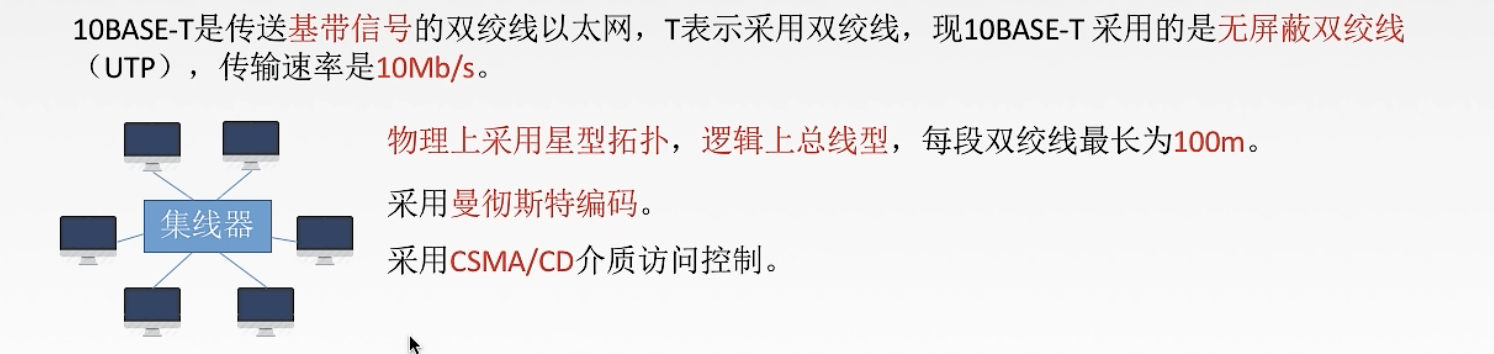 10BASE-T是传送基带信号的双绞线以太网，T表示采用双绞线，现10BASE-T 采用的是无屏蔽双绞线
（UTP），传输速率是10Mb/s。
物理上采用星型拓扑，逻辑上总线型，每段双绞线最长为100m。
采用曼彻斯特编码。
集线器
采用CSMA/CD介质访问控制。